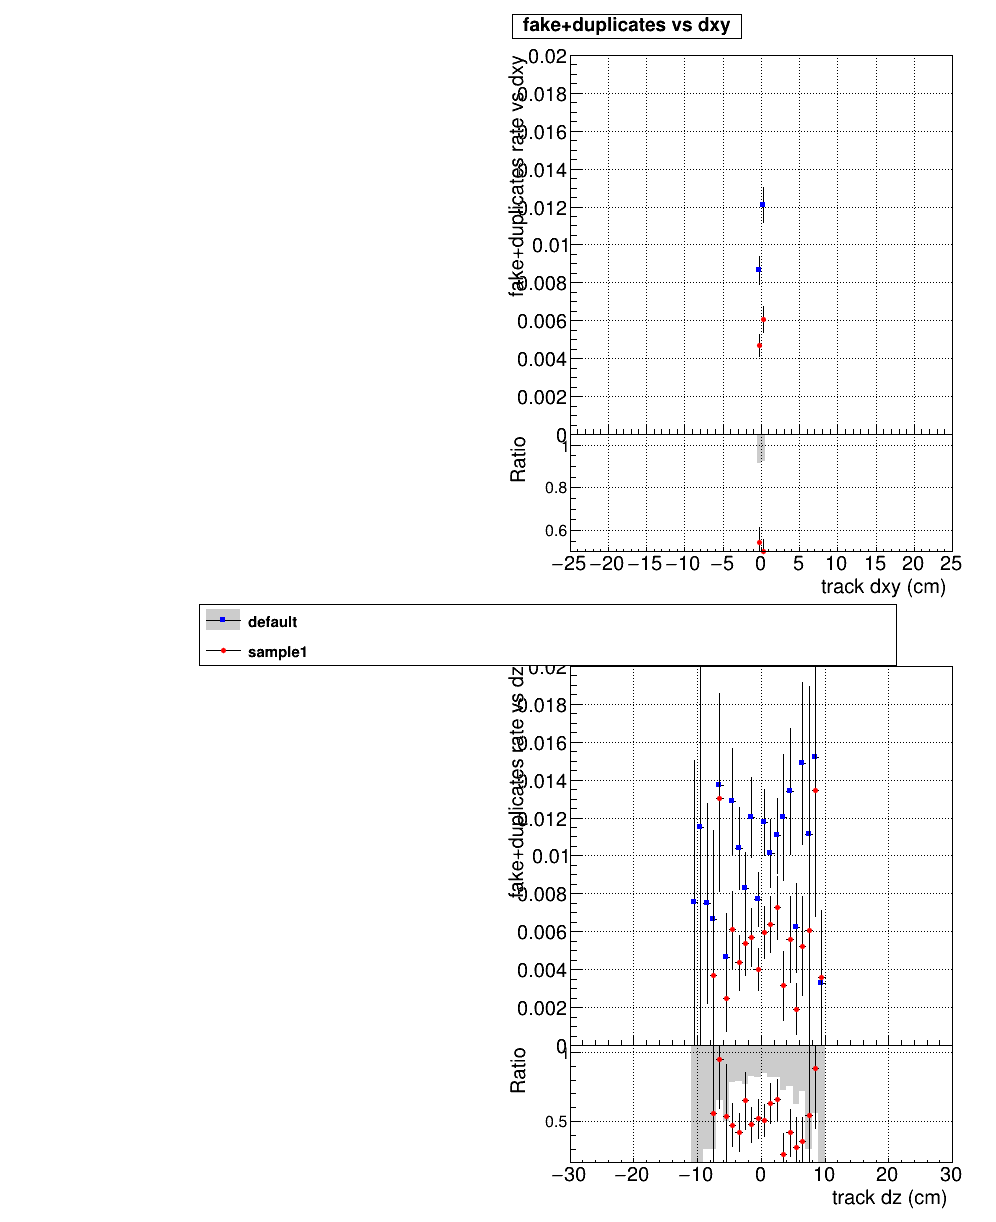 fake+duplicates vs dxy
fake+duplicates rate vs dxy
0.02
0.018
0.016
0.014
0.012
0.01
0.008
0.006
0.004
0.002
0
Ratio
1
0.8
0.6
−25 −20 −15 −10 −5 0 5 10 15 20 25
track dxy (cm)
default
sample1
fake+duplicates rate vs dz
0.02
0.018
0.016
0.014
0.012
0.01
0.008
0.006
0.004
0.002
0
Ratio
1
0.5
−30 −20 −10 0 10 20 30
track dz (cm)